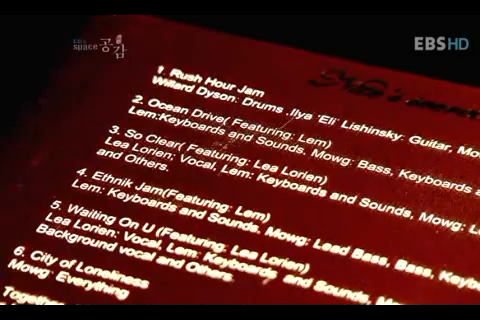 EBS space 공감
EBS HD
1. Rush Hour Jam
Willard Dyson: Drums .Ilya 'Eli' Lishinsky: Guitar,
2. Ocean Drive( Featuring: Lem)
Lem:Keyboards and Sounds, Mowg: Bass, Keyboards
3. So Clear( Featuring: Lea Lorien)
Lea Lorien; Vocal, Lem: Keyboards and Sounds, Mowg:
and Others.
4. Ethnik Jam(Featuring: Lem)
Lem: Keyboards and Sounds, Mowg: Lead Bass, Bass,
5. Waiting On U (Featuring: Lea Lorien)
Lea Lorien; Vocal, Lem: Keyboards and Sounds,
Background vocal and Others.
6. City of Loneliness
Mowg: Everything
Together